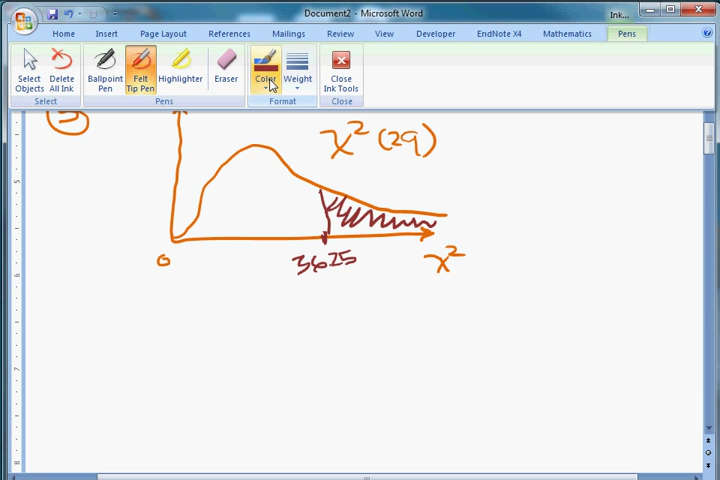 Document2 - Microsoft Word
Ink...
Home Insert Page Layout References Mailings Review View Developer EndNote X4 Mathematics Pens
Select Objects
Delete All Ink
Ballpoint Pen
Felt Tip Pen
Highlighter
Eraser
Color
Weight
Close Ink Tools
Select Pens Format Close
χ² (29)
0
36.25
χ²